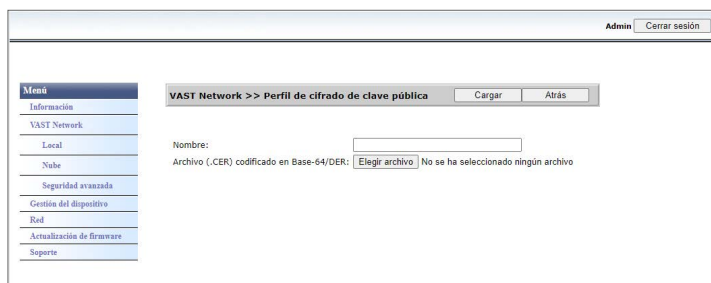 Admin Cerrar sesión
Menú
Información
VAST Network
Local
Nube
Seguridad avanzada
Gestión del dispositivo
Red
Actualización de firmware
Soporte
VAST Network >> Perfil de cifrado de clave pública Cargar Atrás
Nombre:
Archivo (.CER) codificado en Base-64/DER: Elegir archivo No se ha seleccionado ningún archivo